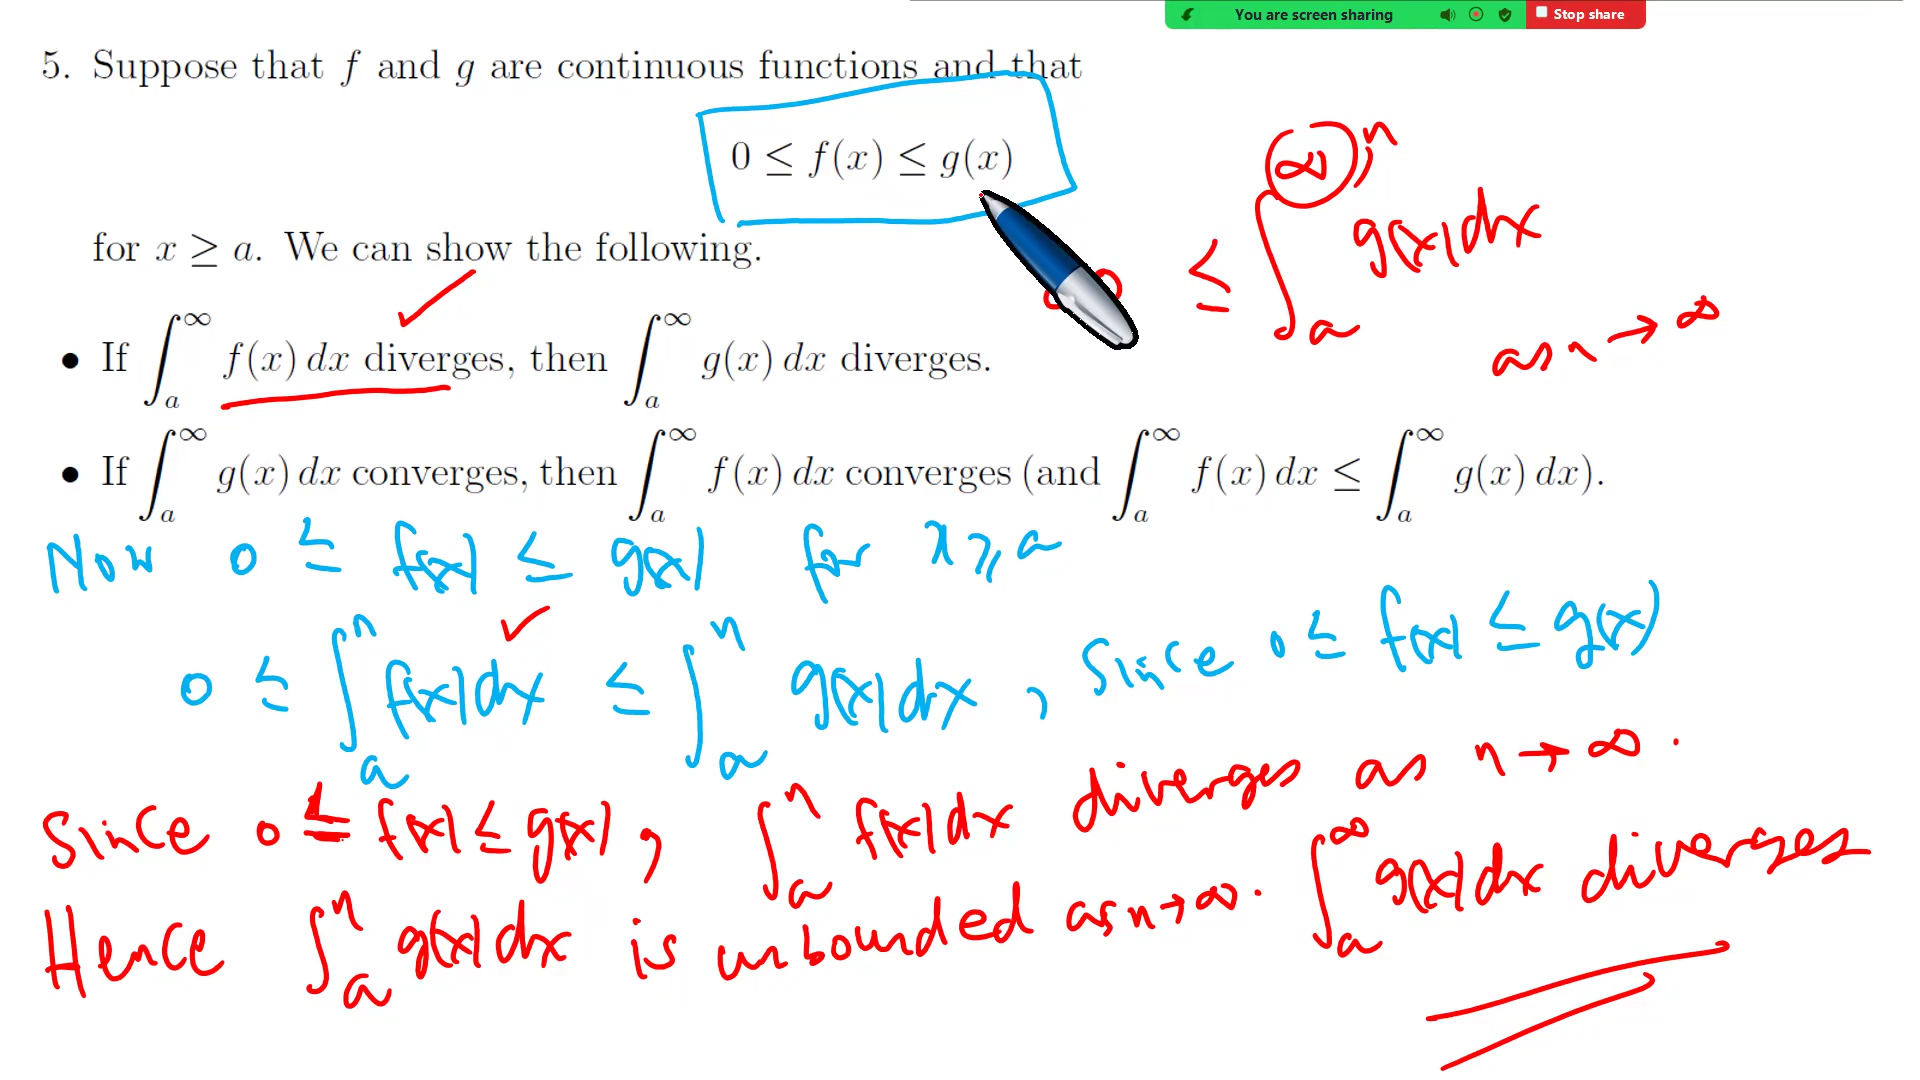 You are screen sharing Stop share
5. Suppose that f and g are continuous functions and that
0 ≤ f(x) ≤ g(x)
for x ≥ a. We can show the following.
∞ ≤ ∫_a^{∞, n} g(x)dx
as n → ∞
• If ∫_a^∞ f(x) dx diverges, then ∫_a^∞ g(x) dx diverges.
• If ∫_a^∞ g(x) dx converges, then ∫_a^∞ f(x) dx converges (and ∫_a^∞ f(x) dx ≤ ∫_a^∞ g(x) dx).
Now 0 ≤ f(x) ≤ g(x) for x ≥ a
0 ≤ ∫_a^n f(x)dx ≤ ∫_a^n g(x)dx, since 0 ≤ f(x) ≤ g(x)
Since 0 ≤ f(x) ≤ g(x), ∫_a^n f(x)dx diverges as n → ∞.
Hence ∫_a^n g(x)dx is unbounded as n → ∞. ∫_a^∞ g(x)dx diverges